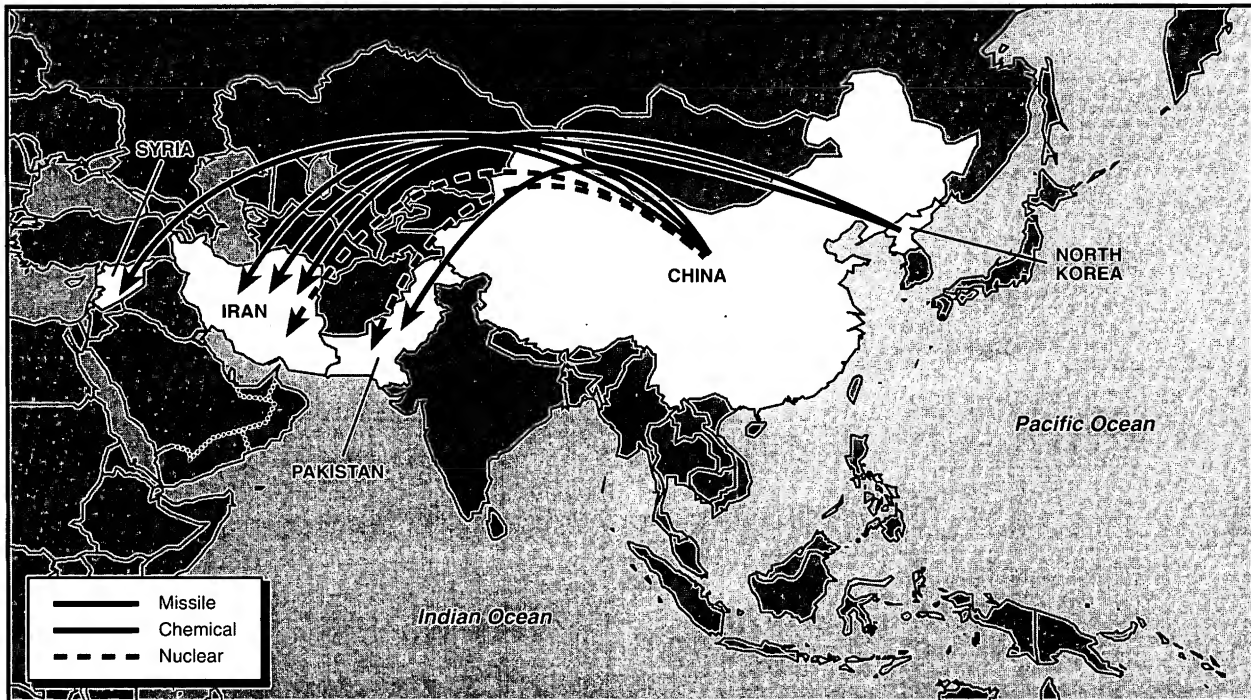 SYRIA
IRAN
CHINA
NORTH
KOREA
PAKISTAN
Pacific Ocean
Indian Ocean
Missile
Chemical
Nuclear